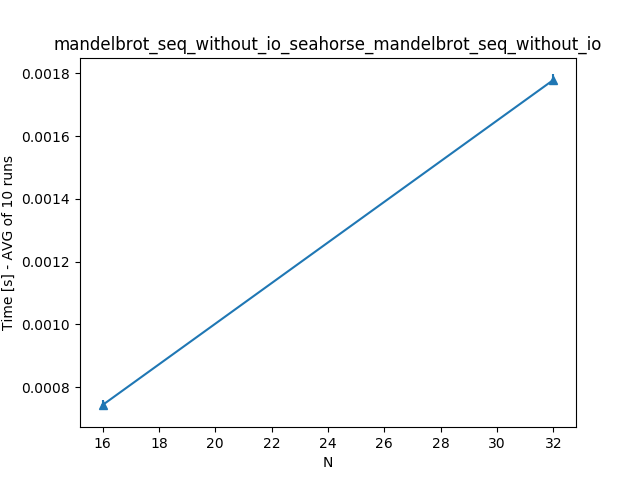 mandelbrot_seq_without_io_seahorse_mandelbrot_seq_without_io
Time [s] - AVG of 10 runs
0.0018
0.0016
0.0014
0.0012
0.0010
0.0008
16 18 20 22 24 26 28 30 32
N